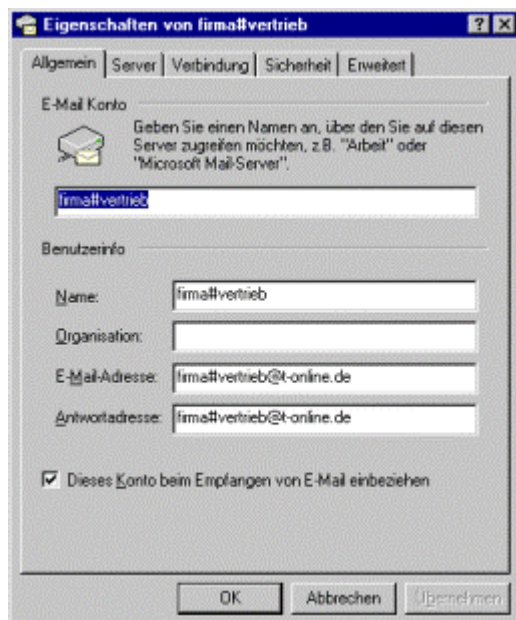 Eigenschaften von firma#vertrieb
Allgemein Server Verbindung Sicherheit Erweitert
E-Mail Konto
Geben Sie einen Namen an, über den Sie auf diesen
Server zugreifen möchten, z.B. "Arbeit" oder
"Microsoft Mail-Server".
firma#vertrieb
Benutzerinfo
Name: firma#vertrieb
Organisation:
E-Mail-Adresse: firma#vertrieb@t-online.de
Antwortadresse: firma#vertrieb@t-online.de
Dieses Konto beim Empfangen von E-Mail einbeziehen
OK Abbrechen Übernehmen